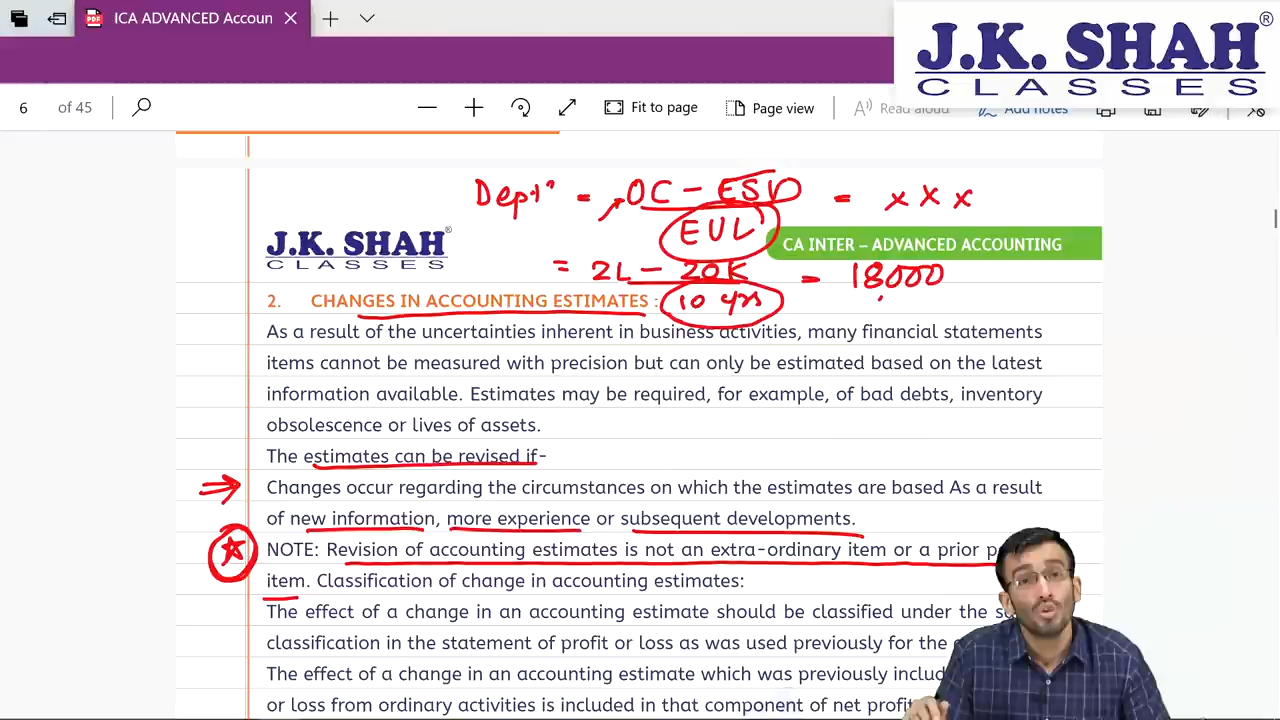 ICA ADVANCED Accoun
J.K. SHAH®
CLASSES
6 of 45
Fit to page
Page view
Read aloud
Add notes
Deptn = OC - ESV = x x x
EUL
J.K. SHAH®
CLASSES
CA INTER – ADVANCED ACCOUNTING
= 2L - 20K = 18000
10 yrs
2. CHANGES IN ACCOUNTING ESTIMATES :
As a result of the uncertainties inherent in business activities, many financial statements
items cannot be measured with precision but can only be estimated based on the latest
information available. Estimates may be required, for example, of bad debts, inventory
obsolescence or lives of assets.
The estimates can be revised if-
Changes occur regarding the circumstances on which the estimates are based As a result
of new information, more experience or subsequent developments.
NOTE: Revision of accounting estimates is not an extra-ordinary item or a prior
item. Classification of change in accounting estimates:
The effect of a change in an accounting estimate should be classified under the
classification in the statement of profit or loss as was used previously for the
The effect of a change in an accounting estimate which was previously
or loss from ordinary activities is included in that component of net